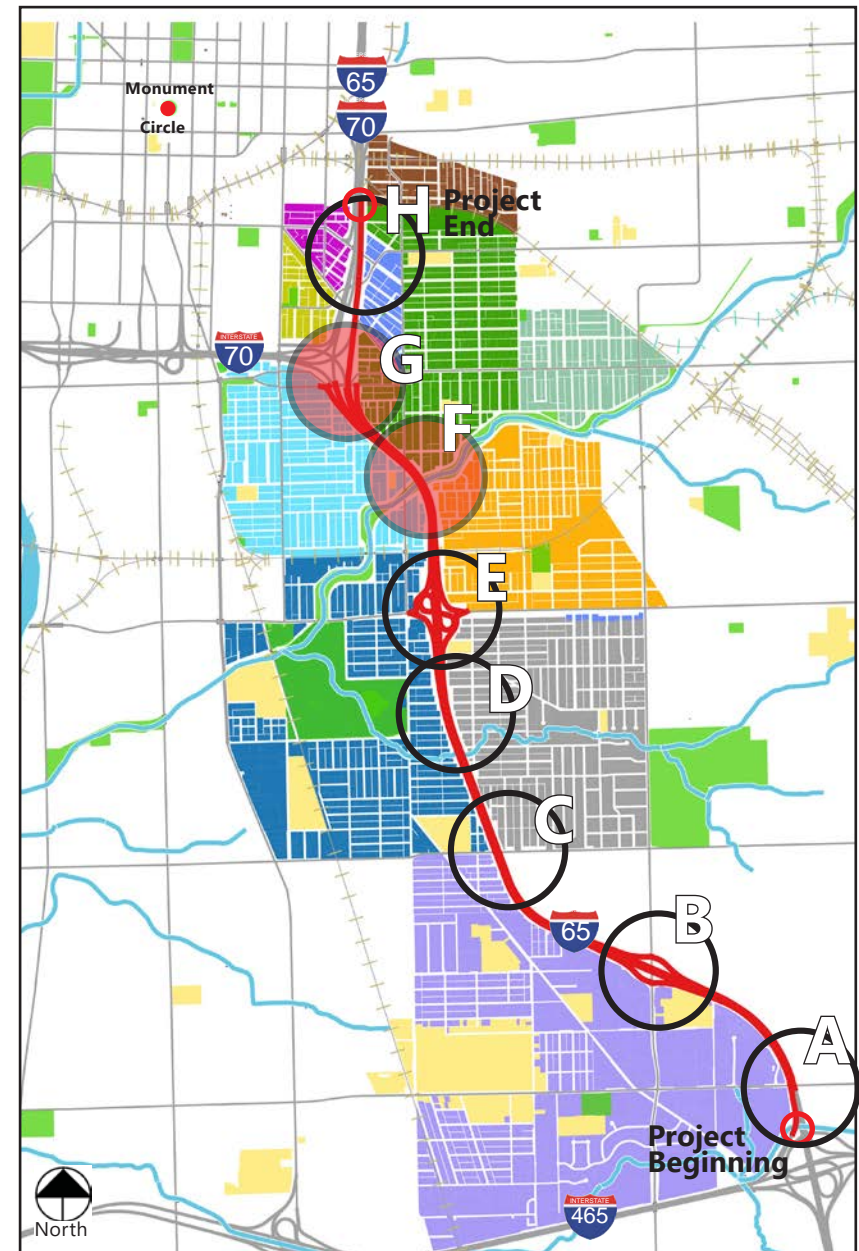 65
Monument
Circle
70
H
Project
End
INTERSTATE
70
G
F
E
D
C
B
65
A
Project
Beginning
INTERSTATE
465
North